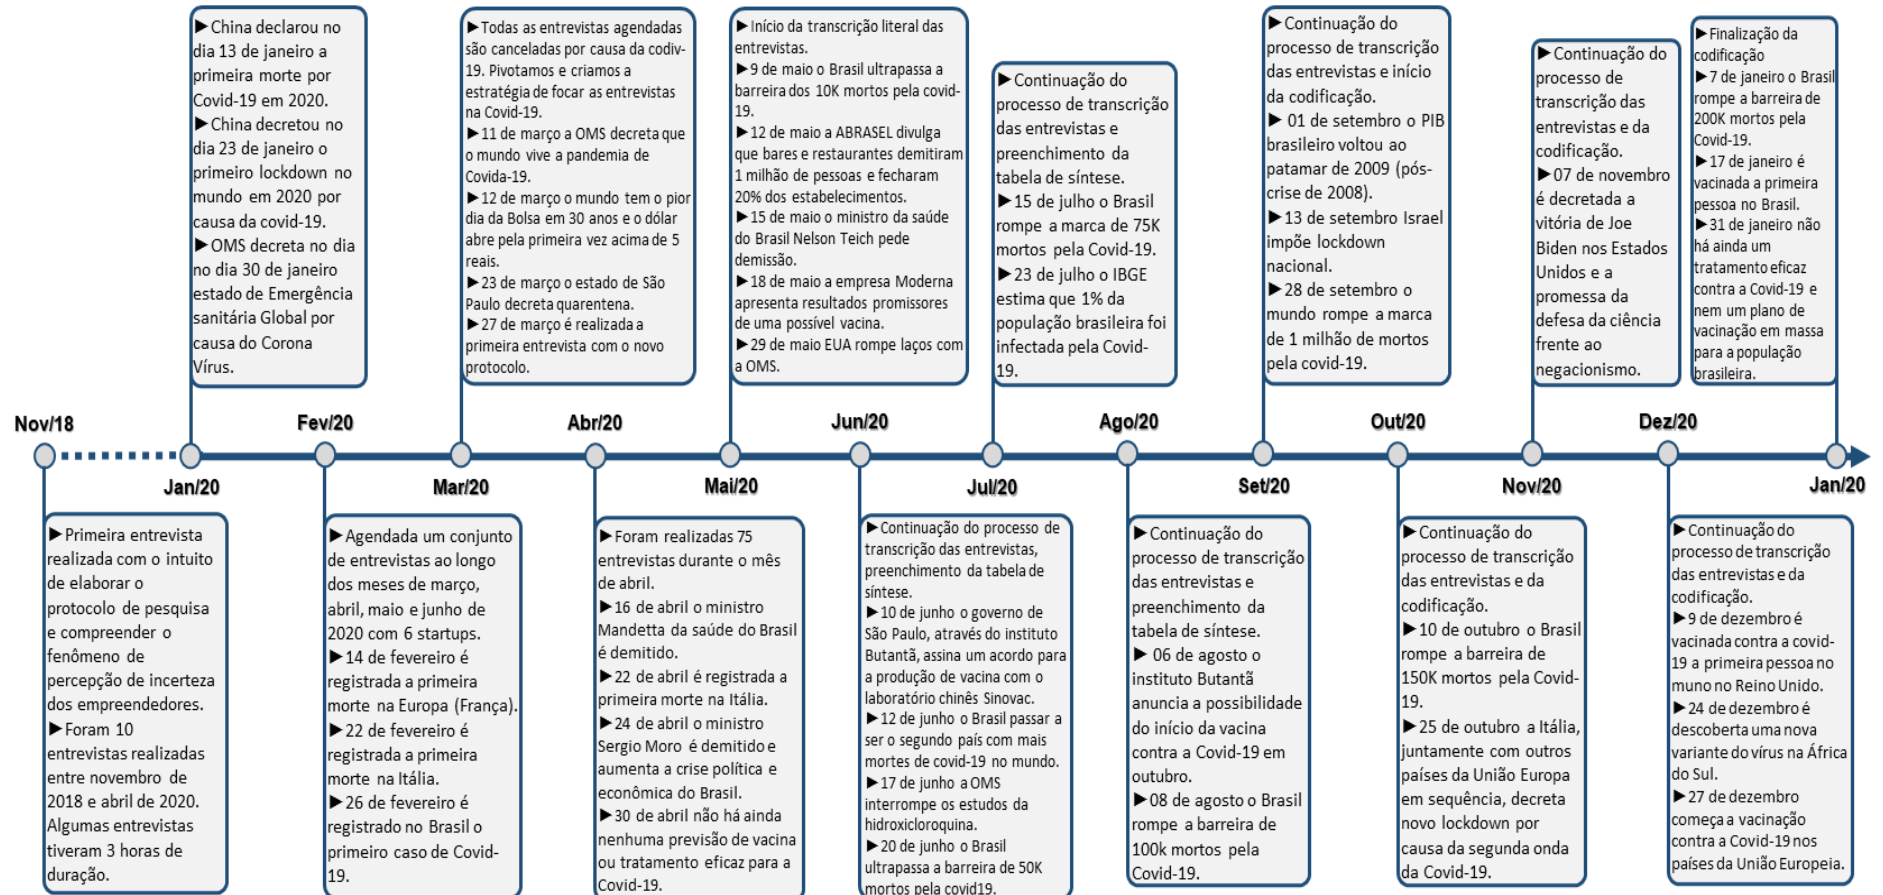 ►China declarou no
dia 13 de janeiro a
primeira morte por
Covid-19 em 2020.
►China decretou no
dia 23 de janeiro o
primeiro lockdown no
mundo em 2020 por
causa da covid-19.
►OMS decreta no dia
no dia 30 de janeiro
estado de Emergência
sanitária Global por
causa do Corona
Vírus.
►Todas as entrevistas agendadas
são canceladas por causa da codiv-
19. Pivotamos e criamos a
estratégia de focar as entrevistas
na Covid-19.
►11 de março a OMS decreta que
o mundo vive a pandemia de
Covida-19.
►12 de março o mundo tem o pior
dia da Bolsa em 30 anos e o dólar
abre pela primeira vez acima de 5
reais.
►23 de março o estado de São
Paulo decreta quarentena.
►27 de março é realizada a
primeira entrevista com o novo
protocolo.
►Início da transcrição literal das
entrevistas.
►9 de maio o Brasil ultrapassa a
barreira dos 10K mortos pela covid-
19.
►12 de maio a ABRASEL divulga
que bares e restaurantes demitiram
1 milhão de pessoas e fecharam
20% dos estabelecimentos.
►15 de maio o ministro da saúde
do Brasil Nelson Teich pede
demissão.
►18 de maio a empresa Moderna
apresenta resultados promissores
de uma possível vacina.
►29 de maio EUA rompe laços com
a OMS.
►Continuação do
processo de transcrição
das entrevistas e
preenchimento da
tabela de síntese.
►15 de julho o Brasil
rompe a marca de 75K
mortos pela Covid-19.
►23 de julho o IBGE
estima que 1% da
população brasileira foi
infectada pela Covid-
19.
►Continuação do
processo de transcrição
das entrevistas e início
da codificação.
► 01 de setembro o PIB
brasileiro voltou ao
patamar de 2009 (pós-
crise de 2008).
►13 de setembro Israel
impõe lockdown
nacional.
►28 de setembro o
mundo rompe a marca
de 1 milhão de mortos
pela covid-19.
►Continuação do
processo de
transcrição das
entrevistas e da
codificação.
►07 de novembro
é decretada a
vitória de Joe
Biden nos Estados
Unidos e a
promessa da
defesa da ciência
frente ao
negacionismo.
►Finalização da
codificação
►7 de janeiro o Brasil
rompe a barreira de
200K mortos pela
Covid-19.
►17 de janeiro é
vacinada a primeira
pessoa no Brasil.
►31 de janeiro não
há ainda um
tratamento eficaz
contra a Covid-19 e
nem um plano de
vacinação em massa
para a população
brasileira.
Nov/18
Fev/20
Abr/20
Jun/20
Ago/20
Out/20
Dez/20
Jan/20
Mar/20
Mai/20
Jul/20
Set/20
Nov/20
Jan/20
►Primeira entrevista
realizada com o intuito
de elaborar o
protocolo de pesquisa
e compreender o
fenômeno de
percepção de incerteza
dos empreendedores.
►Foram 10
entrevistas realizadas
entre novembro de
2018 e abril de 2020.
Algumas entrevistas
tiveram 3 horas de
duração.
►Agendada um conjunto
de entrevistas ao longo
dos meses de março,
abril, maio e junho de
2020 com 6 startups.
►14 de fevereiro é
registrada a primeira
morte na Europa (França).
►22 de fevereiro é
registrada a primeira
morte na Itália.
►26 de fevereiro é
registrado no Brasil o
primeiro caso de Covid-
19.
►Foram realizadas 75
entrevistas durante o mês
de abril.
►16 de abril o ministro
Mandetta da saúde do Brasil
é demitido.
►22 de abril é registrada a
primeira morte na Itália.
►24 de abril o ministro
Sergio Moro é demitido e
aumenta a crise política e
econômica do Brasil.
►30 de abril não há ainda
nenhuma previsão de vacina
ou tratamento eficaz para a
Covid-19.
►Continuação do processo de
transcrição das entrevistas,
preenchimento da tabela de
síntese.
►10 de junho o governo de
São Paulo, através do instituto
Butantã, assina um acordo para
a produção de vacina com o
laboratório chinês Sinovac.
►12 de junho o Brasil passar a
ser o segundo país com mais
mortes de covid-19 no mundo.
►17 de junho a OMS
interrompe os estudos da
hidroxicloroquina.
►20 de junho o Brasil
ultrapassa a barreira de 50K
mortos pela covid19.
►Continuação do
processo de transcrição
das entrevistas e
preenchimento da
tabela de síntese.
► 06 de agosto o
instituto Butantã
anuncia a possibilidade
do início da vacina
contra a Covid-19 em
outubro.
►08 de agosto o Brasil
rompe a barreira de
100k mortos pela
Covid-19.
►Continuação do
processo de transcrição
das entrevistas e da
codificação.
►10 de outubro o Brasil
rompe a barreira de
150K mortos pela Covid-
19.
►25 de outubro a Itália,
juntamente com outros
países da União Europa
em sequência, decreta
novo lockdown por
causa da segunda onda
da Covid-19.
►Continuação do
processo de transcrição
das entrevistas e da
codificação.
►9 de dezembro é
vacinada contra a covid-
19 a primeira pessoa no
muno no Reino Unido.
►24 de dezembro é
descoberta uma nova
variante do vírus na África
do Sul.
►27 de dezembro
começa a vacinação
contra a Covid-19 nos
países da União Europeia.